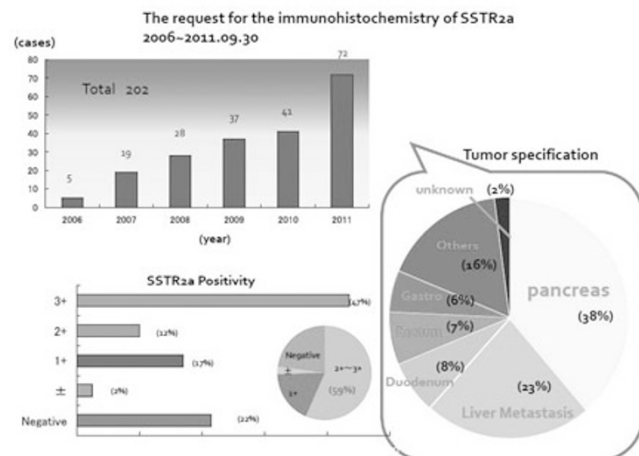 The request for the immunohistochemistry of SSTR2a
2006~2011.09.30
(cases)
80
70
60
50
40
30
20
10
0
Total 202
5
19
28
37
41
72
2006 2007 2008 2009 2010 2011
(year)
Tumor specification
unknown (2%)
Others
(16%)
Gastro (6%)
(7%)
Duodenum (8%)
pancreas
(38%)
(23%)
Liver Metastasis
SSTR2a Positivity
3+ (47%)
2+ (12%)
1+ (17%)
± (2%)
Negative (22%)
Negative
±
1+
2+~3+
(59%)